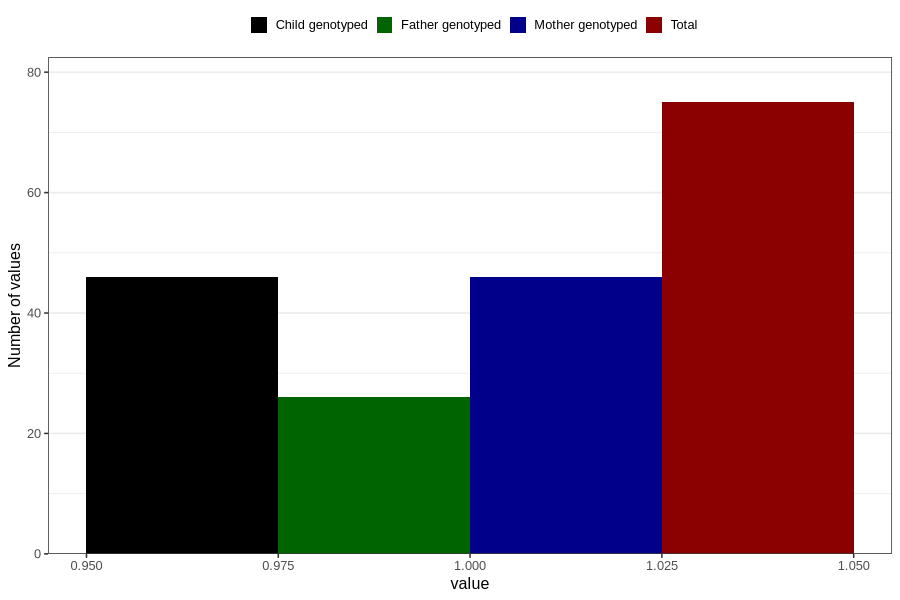 Child genotyped Father genotyped Mother genotyped Total
80
60
40
20
0
Number of values
0.950 0.975 1.000 1.025 1.050
value